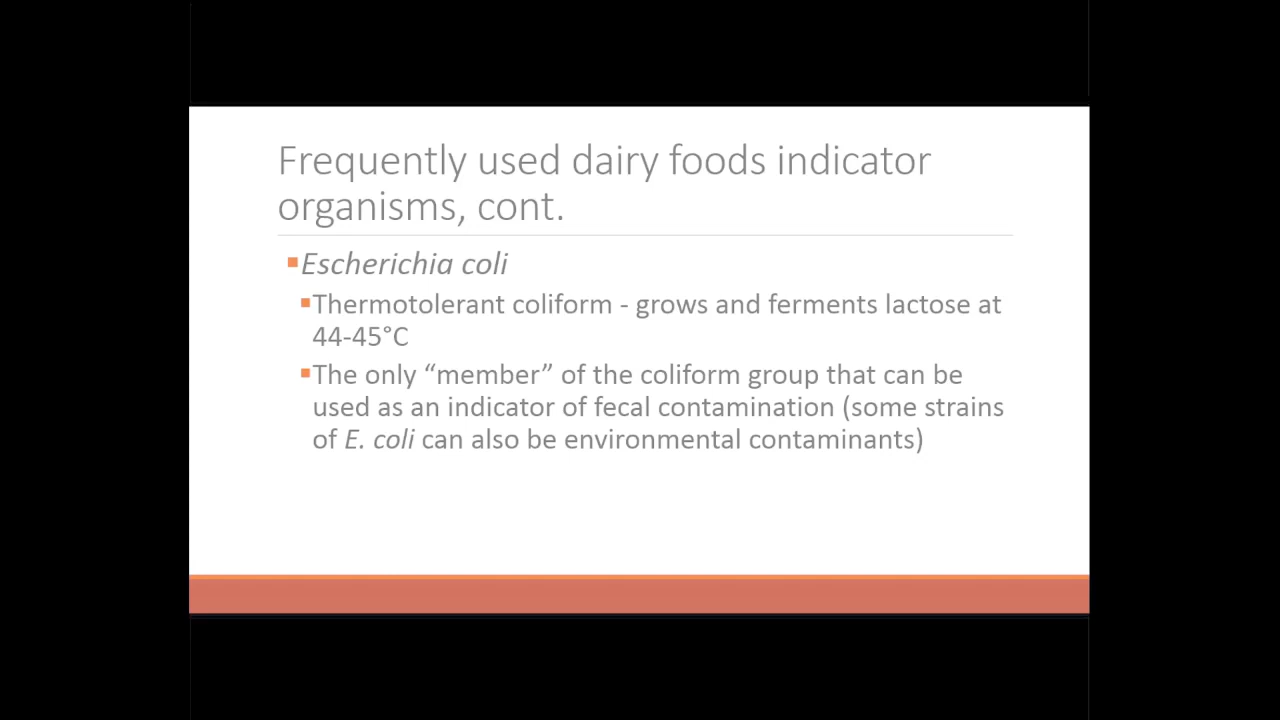 Frequently used dairy foods indicator
organisms, cont.
▪Escherichia coli
▪Thermotolerant coliform - grows and ferments lactose at
44-45°C
▪The only “member” of the coliform group that can be
used as an indicator of fecal contamination (some strains
of E. coli can also be environmental contaminants)